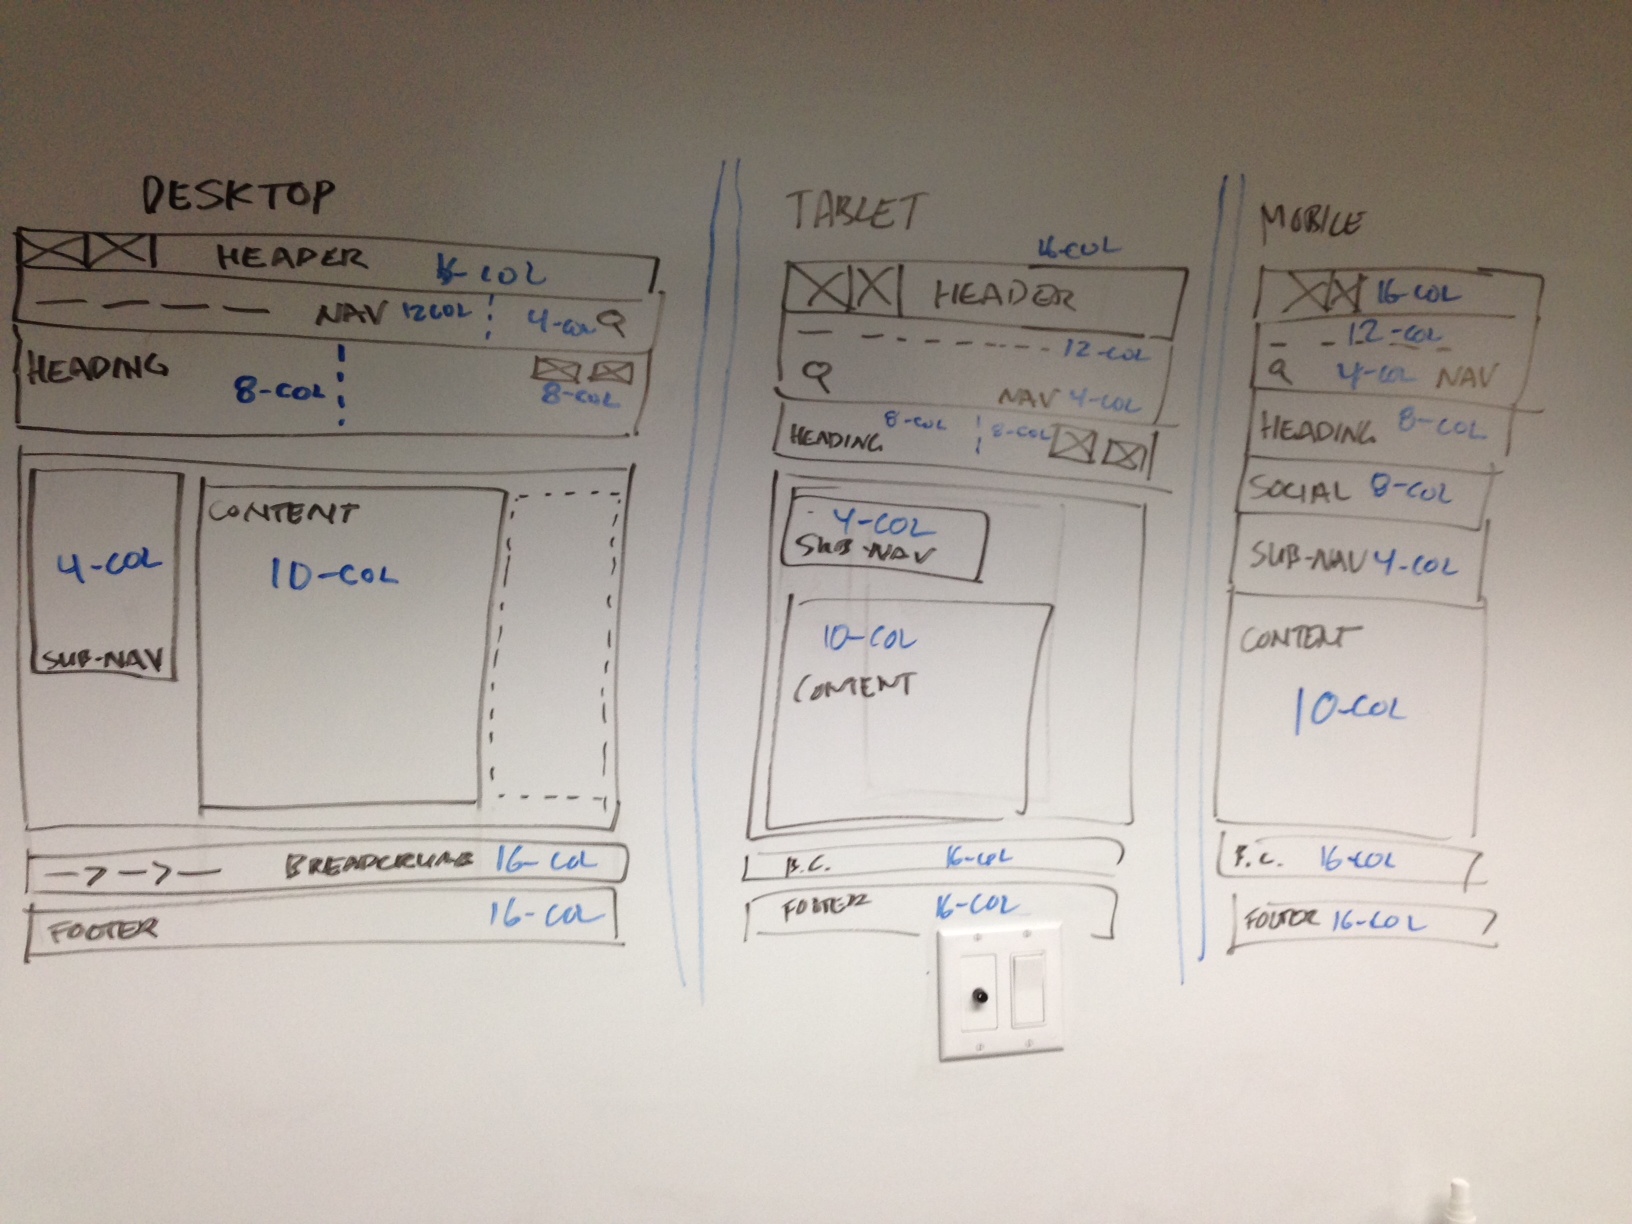 DESKTOP
HEADER 16-COL
NAV 12COL 4-COL
HEADING 8-COL 8-COL
CONTENT
4-COL 10-COL
SUB-NAV
BREADCRUMB 16-COL
FOOTER 16-COL
TABLET
16-COL
HEADER
12-COL
NAV 4-COL
HEADING 8-COL 8-COL
4-COL
SUB-NAV
10-COL
CONTENT
B.C. 16-COL
FOOTER 16-COL
MOBILE
16-COL
12-COL
4-COL NAV
HEADING 8-COL
SOCIAL 8-COL
SUB-NAV 4-COL
CONTENT
10-COL
B.C. 16-COL
FOOTER 16-COL